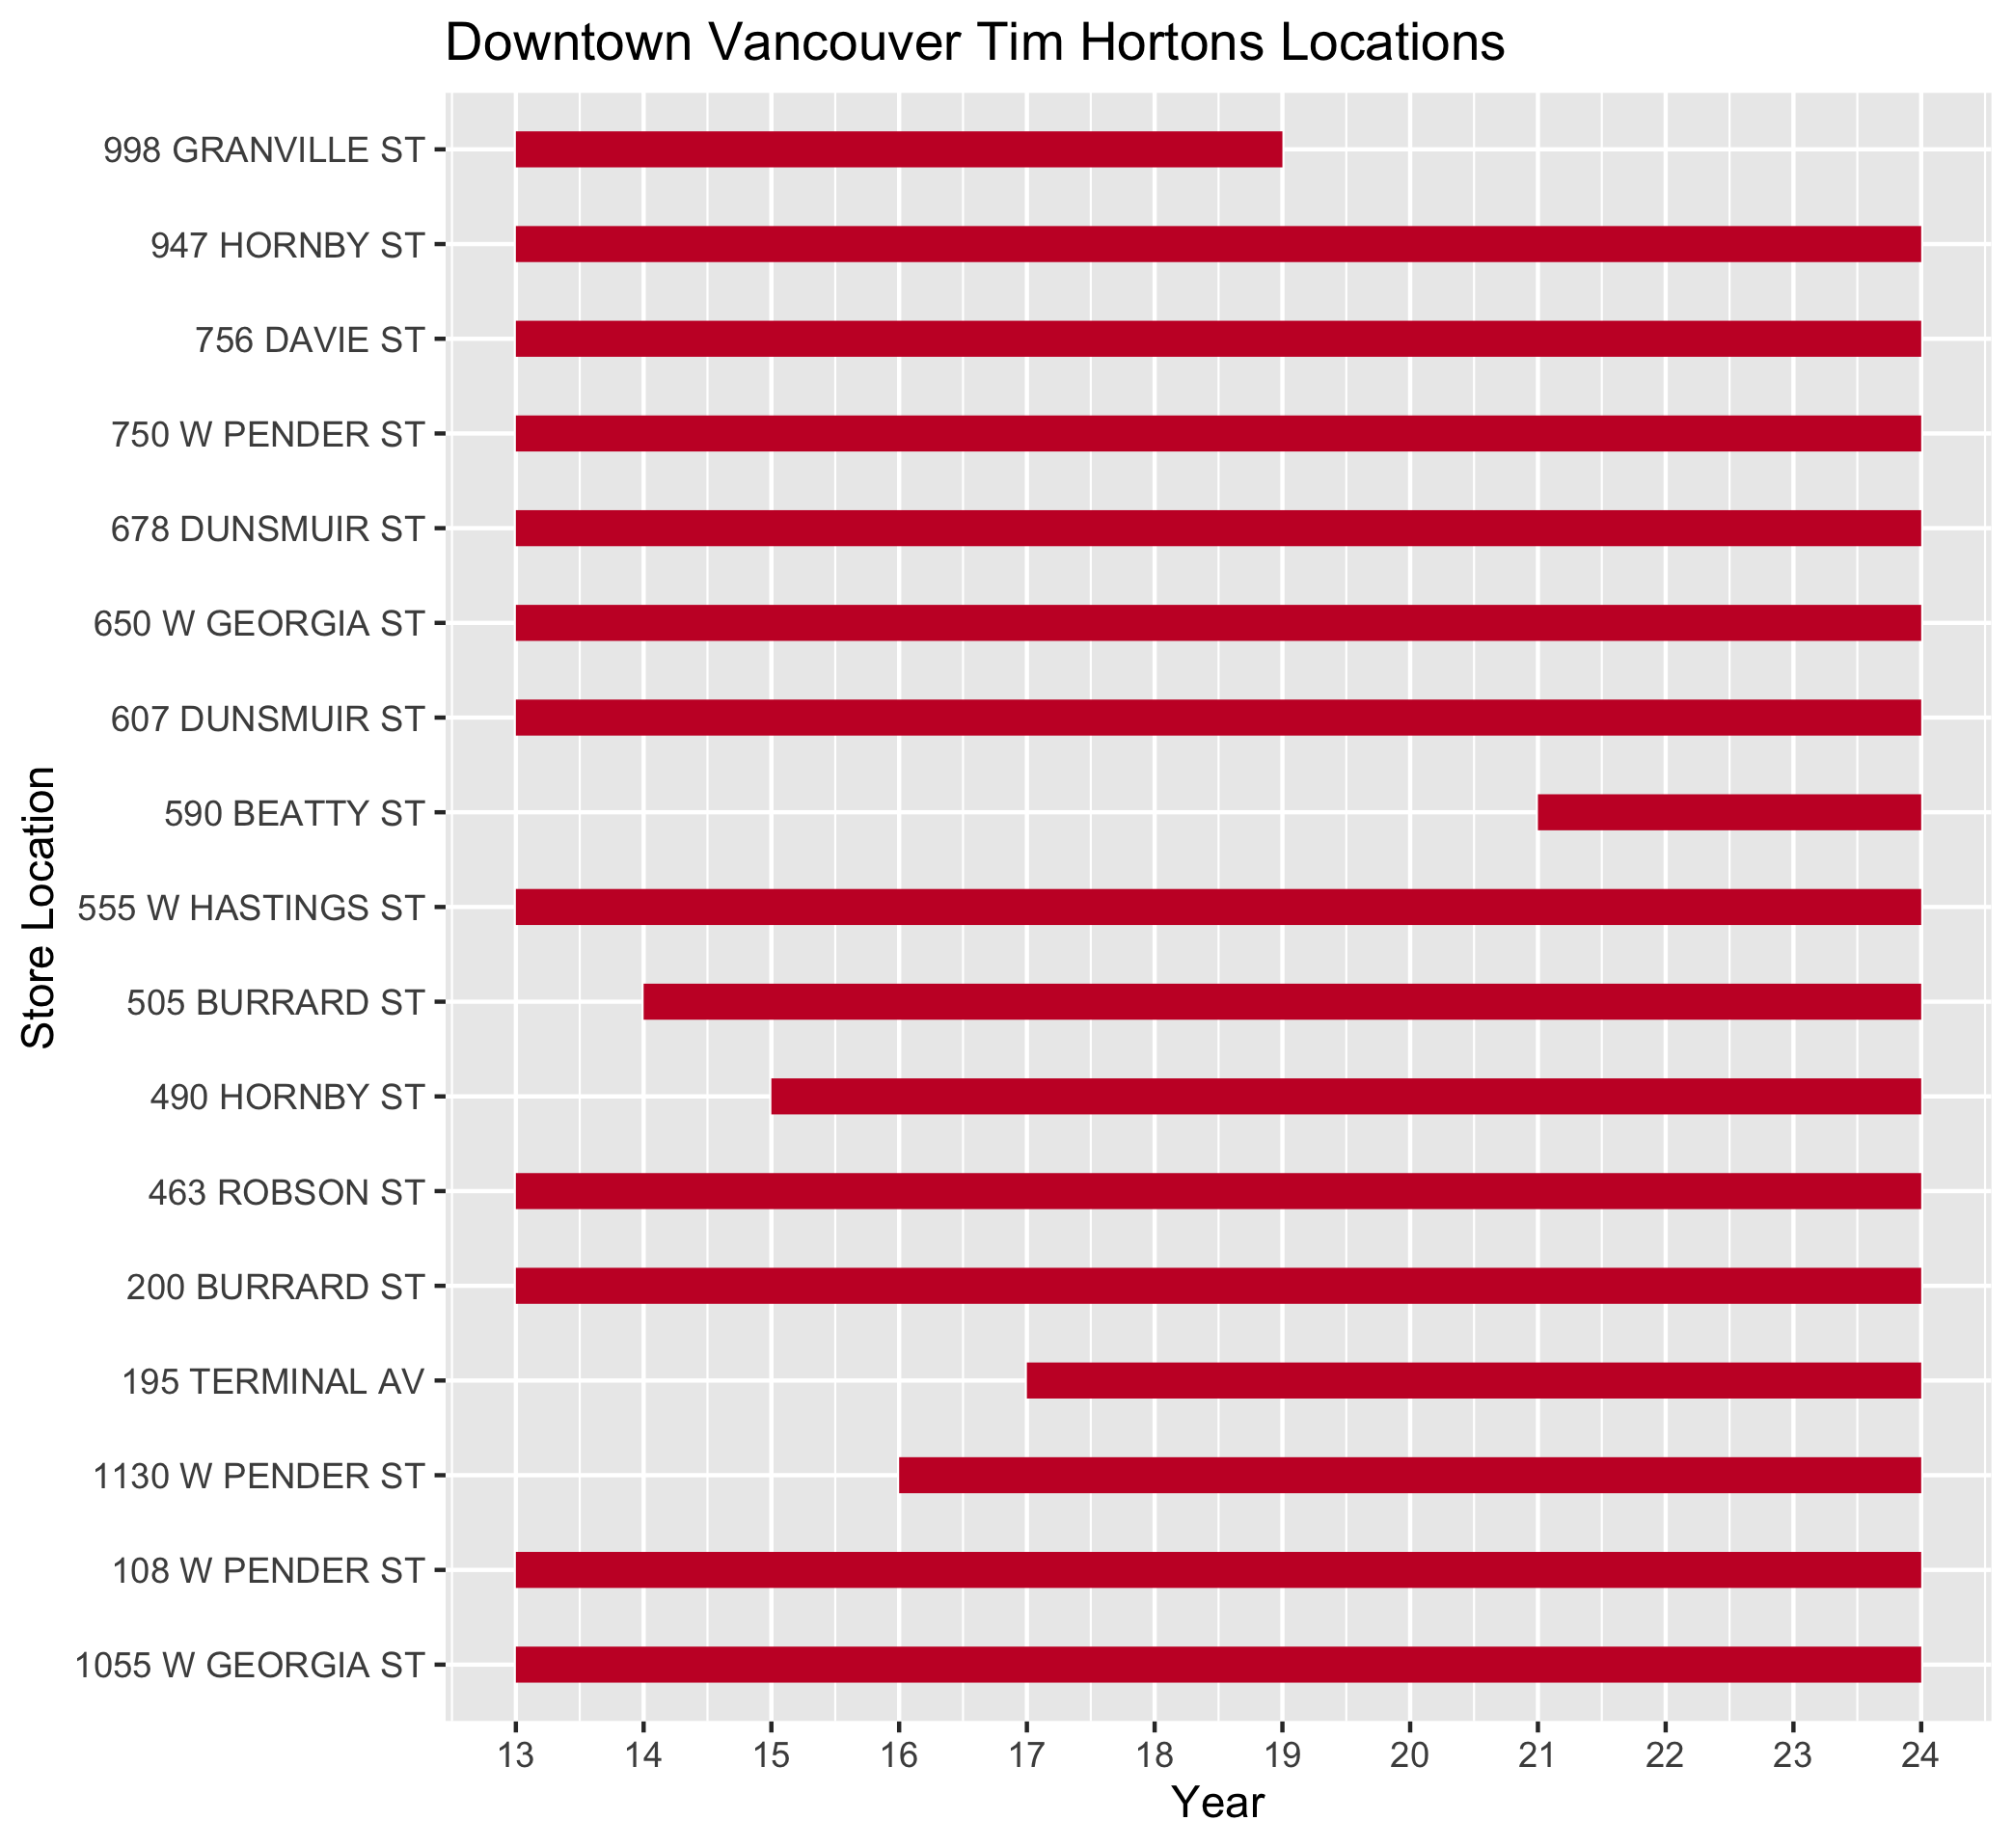 Downtown Vancouver Tim Hortons Locations
Store Location
998 GRANVILLE ST
947 HORNBY ST
756 DAVIE ST
750 W PENDER ST
678 DUNSMUIR ST
650 W GEORGIA ST
607 DUNSMUIR ST
590 BEATTY ST
555 W HASTINGS ST
505 BURRARD ST
490 HORNBY ST
463 ROBSON ST
200 BURRARD ST
195 TERMINAL AV
1130 W PENDER ST
108 W PENDER ST
1055 W GEORGIA ST
13 14 15 16 17 18 19 20 21 22 23 24
Year